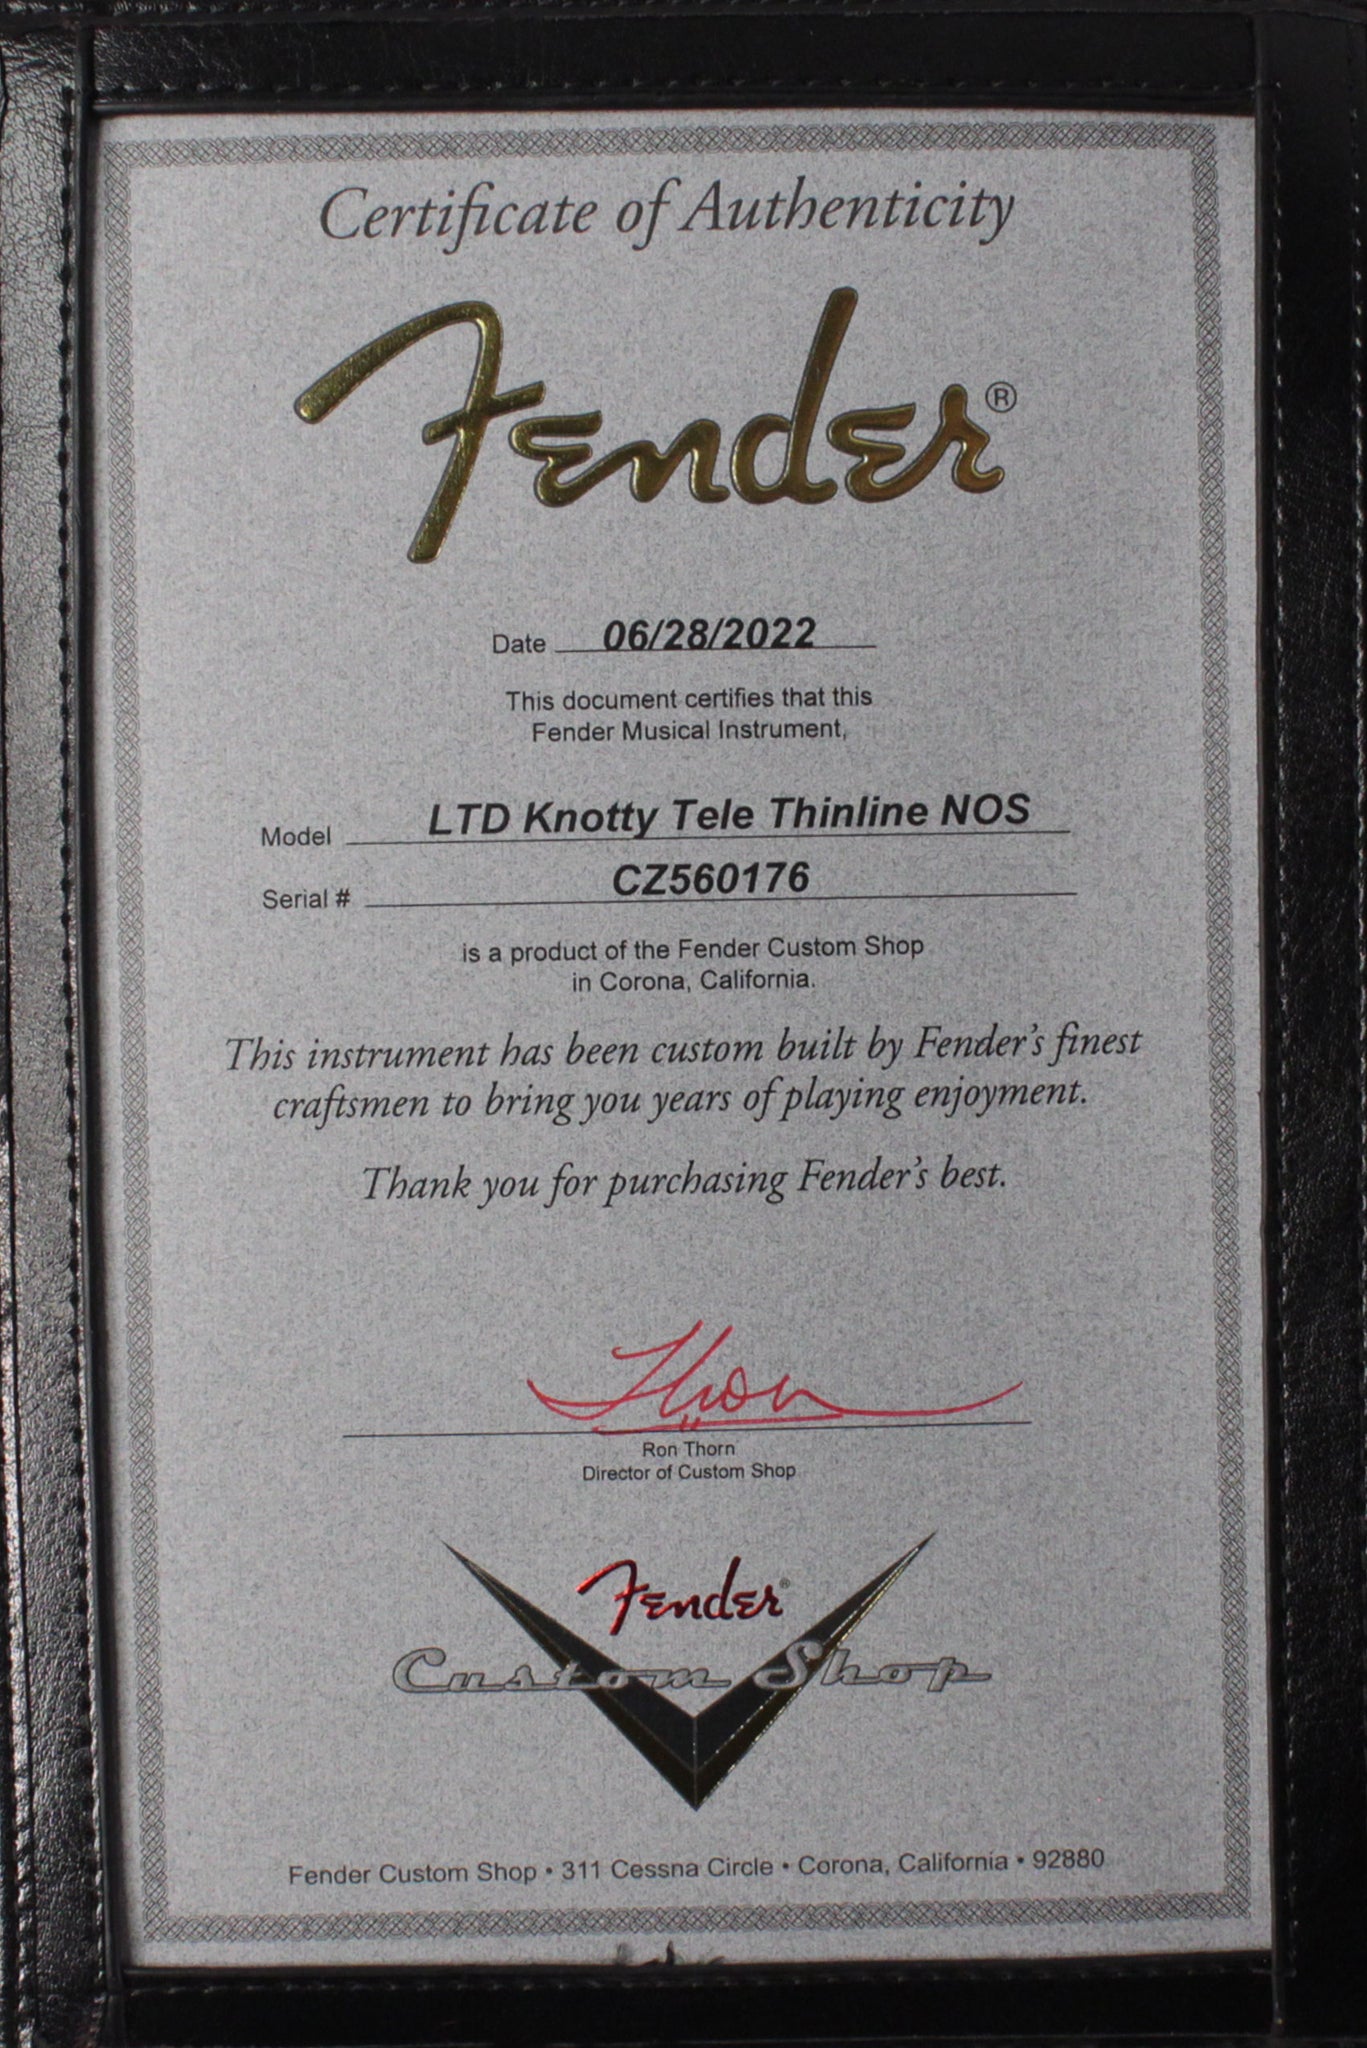 Certificate of Authenticity
Fender®
Date 06/28/2022
This document certifies that this
Fender Musical Instrument,
Model LTD Knotty Tele Thinline NOS
Serial # CZ560176
is a product of the Fender Custom Shop
in Corona, California.
This instrument has been custom built by Fender's finest
craftsmen to bring you years of playing enjoyment.
Thank you for purchasing Fender's best.
Thorn
Ron Thorn
Director of Custom Shop
Fender®
Custom Shop
Fender Custom Shop • 311 Cessna Circle • Corona, California • 92880